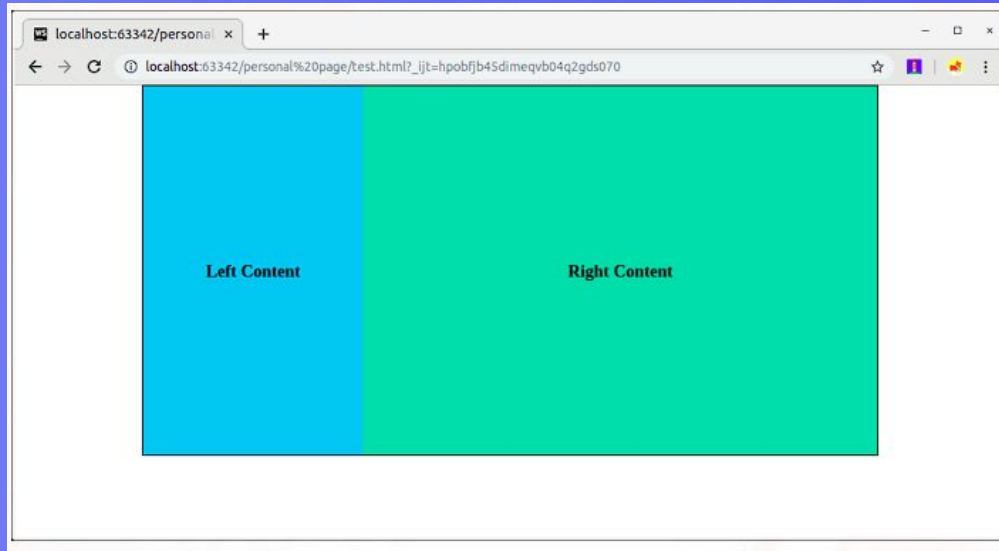 localhost:63342/personal
localhost:63342/personal%20page/test.html?_ijt=hpobfjb45dimeqvb04q2gds070
Left Content
Right Content